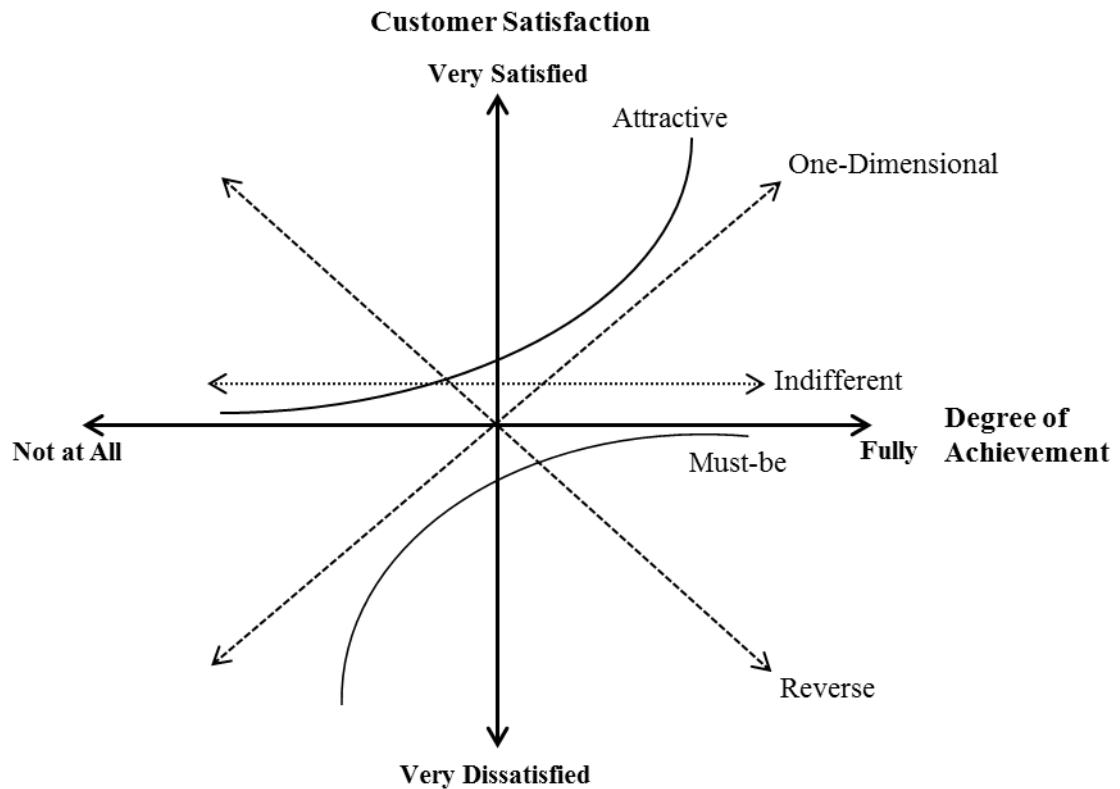 Customer Satisfaction
Very Satisfied
Attractive
One-Dimensional
Indifferent
Degree of
Achievement
Not at All
Fully
Must-be
Reverse
Very Dissatisfied